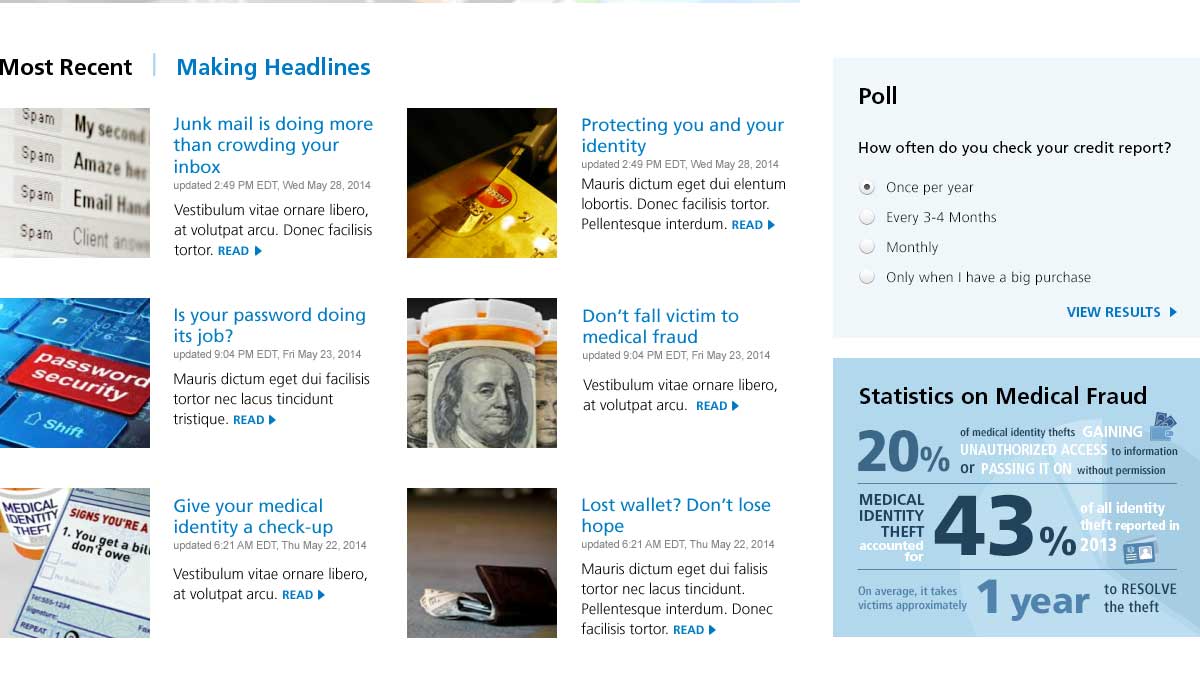 Most Recent
Making Headlines
Spam
My second
Spam
Amaze her
Spam
Spam
Client
Junk mail is doing more
than crowding your
inbox
updated 2:49 PM EDT, Wed May 28, 2014
Vestibulum vitae ornare libero,
at volutpat arcu. Donec facilisis
tortor. READ
Protecting you and your
identity
updated 2:49 PM EDT, Wed May 28, 2014
Mauris dictum eget dui elentum
lobortis. Donec facilisis tortor.
Pellentesque interdum. READ
P
password
security
Shift
Is your password doing
its job?
updated 9:04 PM EDT, Fri May 23, 2014
Mauris dictum eget dui facilisis
tortor nec lacus tincidunt
tristique. READ
Don’t fall victim to
medical fraud
updated 9:04 PM EDT, Fri May 23, 2014
Vestibulum vitae ornare libero,
at volutpat arcu. READ
MEDICAL
IDENTITY
THEFT
SIGNS YOU'RE A
1. You get a bill
don't owe
Signature:
REPEAT
Give your medical
identity a check-up
updated 6:21 AM EDT, Thu May 22, 2014
Vestibulum vitae ornare libero,
at volutpat arcu. READ
Lost wallet? Don’t lose
hope
updated 6:21 AM EDT, Thu May 22, 2014
Mauris dictum eget dui falisis
tortor nec lacus tincidunt.
Pellentesque interdum. Donec
facilisis tortor. READ
Poll
How often do you check your credit report?
Once per year
Every 3-4 Months
Monthly
Only when I have a big purchase
VIEW RESULTS
Statistics on Medical Fraud
20% of medical identity thefts GAINING
UNAUTHORIZED ACCESS to information
or PASSING IT ON without permission
MEDICAL
IDENTITY
THEFT
accounted
for
43%
of all identity
theft reported in
2013
On average, it takes
victims approximately
1 year
to RESOLVE
the theft